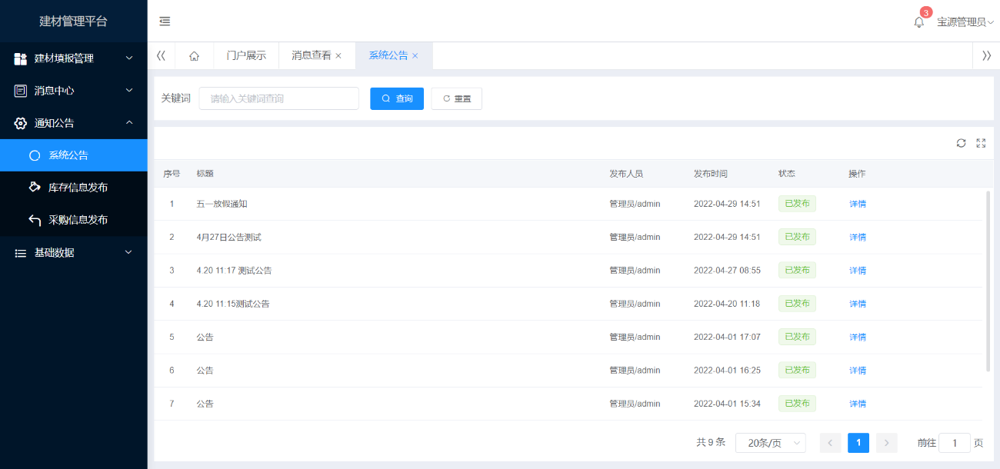 建材管理平台
3
宝源管理员
建材填报管理
消息中心
通知公告
系统公告
库存信息发布
采购信息发布
基础数据
门户展示 消息查看 系统公告
关键词 请输入关键词查询 查询 重置
序号 标题 发布人员 发布时间 状态 操作
1 五一放假通知 管理员/admin 2022-04-29 14:51 已发布 详情
2 4月27日公告测试 管理员/admin 2022-04-29 14:51 已发布 详情
3 4.20 11:17 测试公告 管理员/admin 2022-04-27 08:55 已发布 详情
4 4.20 11:15测试公告 管理员/admin 2022-04-20 11:18 已发布 详情
5 公告 管理员/admin 2022-04-01 17:07 已发布 详情
6 公告 管理员/admin 2022-04-01 16:25 已发布 详情
7 公告 管理员/admin 2022-04-01 15:34 已发布 详情
共 9 条 20条/页 1 前往 1 页